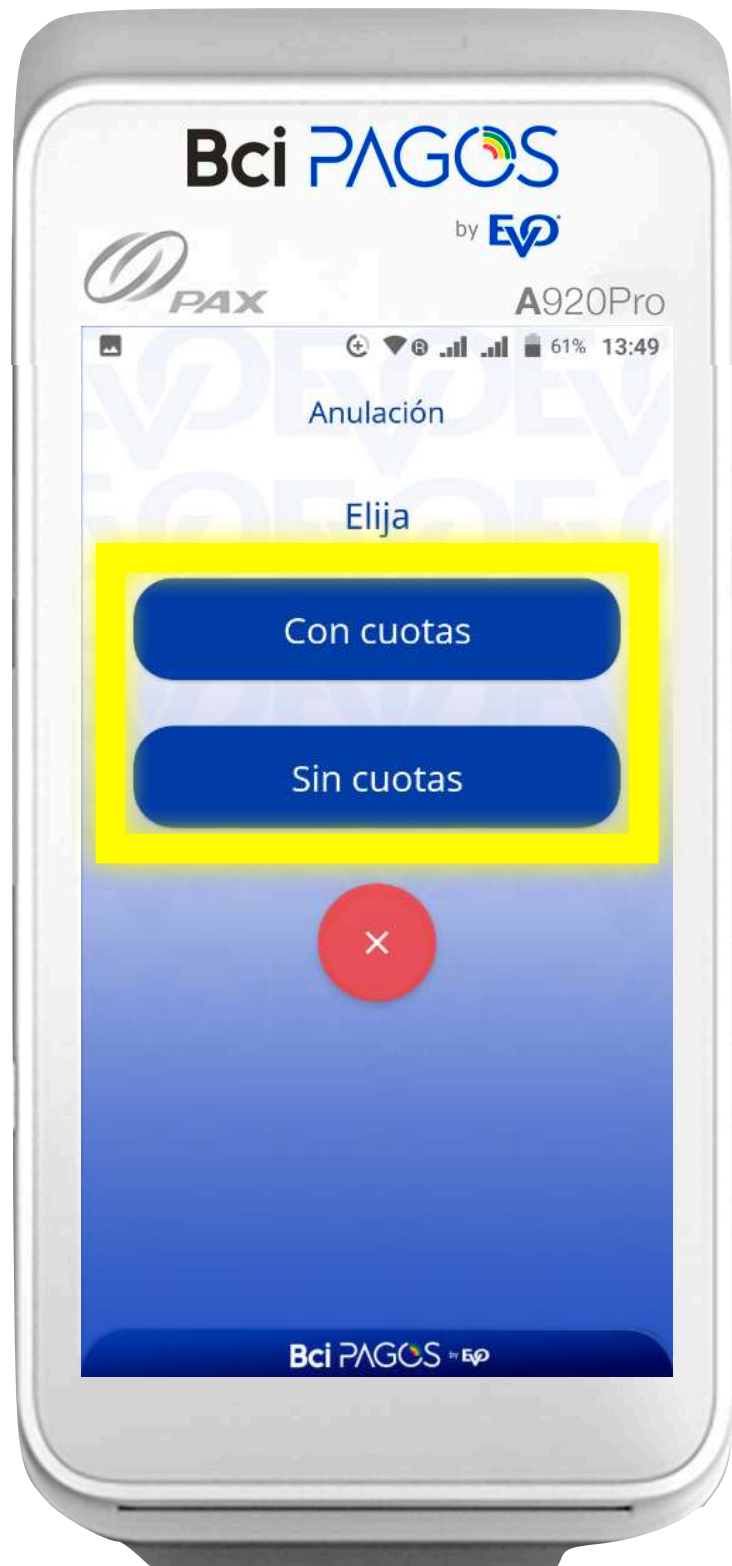 Bci PAGOS
by EVO
PAX
A920Pro
61% 13:49
Anulación
Elija
Con cuotas
Sin cuotas
Bci PAGOS by EVO